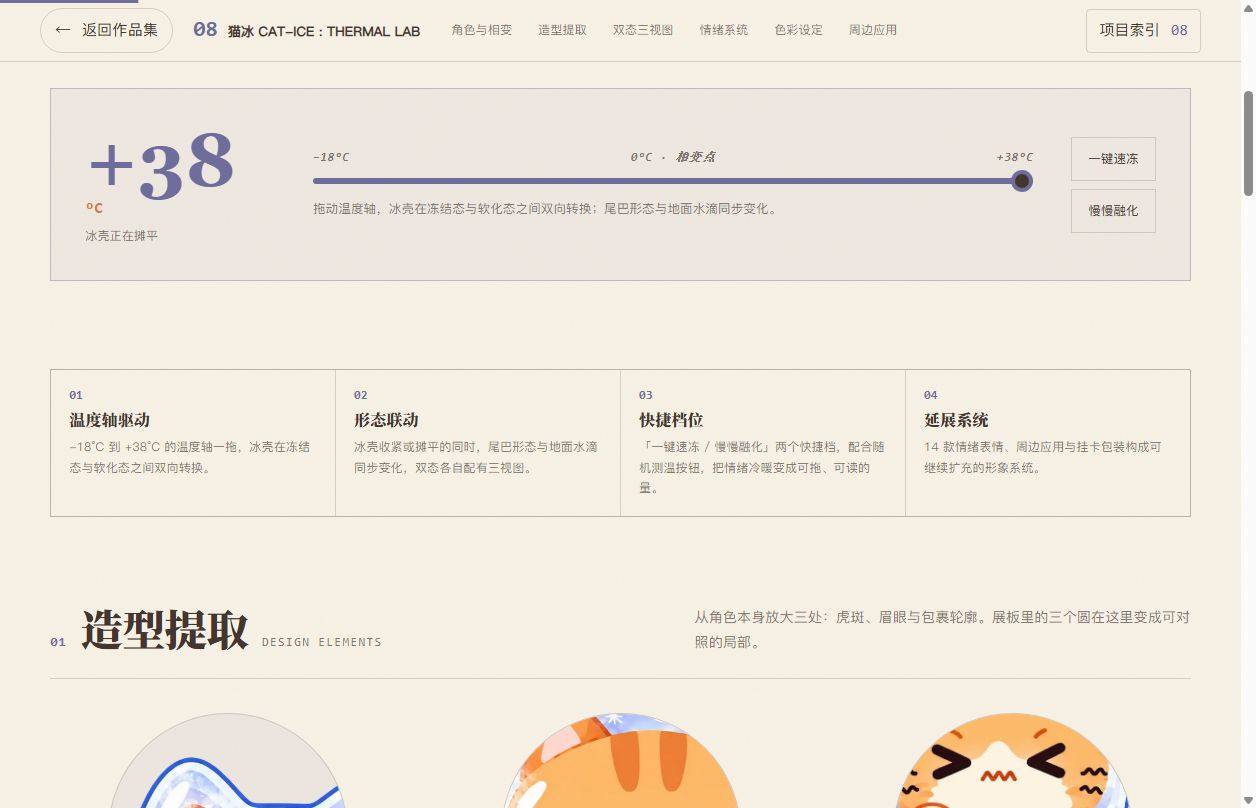 ← 返回作品集
08 猫冰 CAT-ICE : THERMAL LAB
角色与相变
造型提取
双态三视图
情绪系统
色彩设定
周边应用
项目索引 08
+38
°C
冰壳正在摊平
−18°C
0°C · 相变点
+38°C
拖动温度轴，冰壳在冻结态与软化态之间双向转换；尾巴形态与地面水滴同步变化。
一键速冻
慢慢融化
01
温度轴驱动
−18°C 到 +38°C 的温度轴一拖，冰壳在冻结
态与软化态之间双向转换。
02
形态联动
冰壳收紧或摊平的同时，尾巴形态与地面水滴
同步变化，双态各自配有三视图。
03
快捷档位
「一键速冻 / 慢慢融化」两个快捷档，配合随
机测温按钮，把情绪冷暖变成可拖、可读的
量。
04
延展系统
14 款情绪表情、周边应用与挂卡包装构成可
继续扩充的形象系统。
01 造型提取 DESIGN ELEMENTS
从角色本身放大三处：虎斑、眉眼与包裹轮廓。展板里的三个圆在这里变成可对
照的局部。